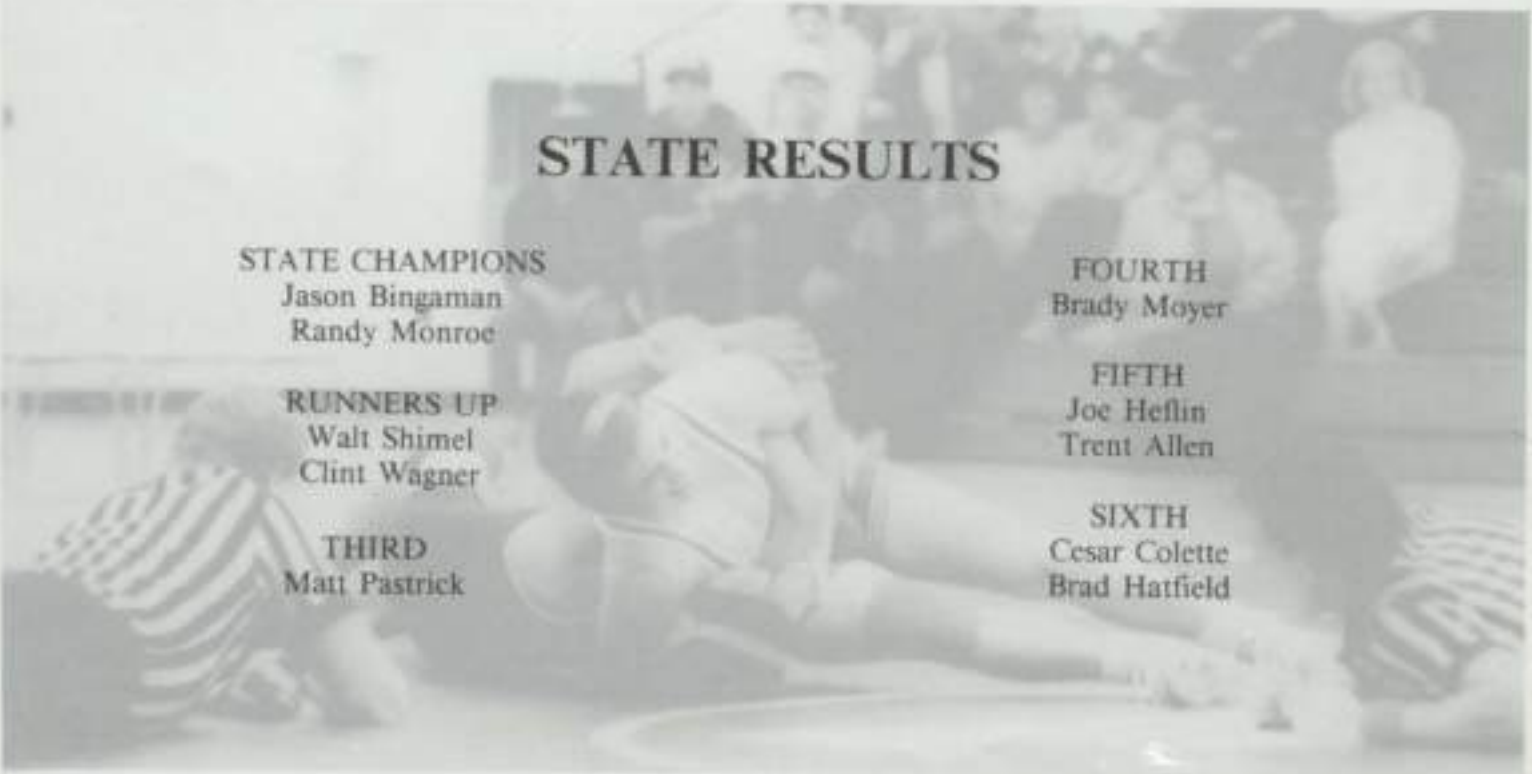 STATE RESULTS
STATE CHAMPIONS
Jason Bingaman
Randy Monroe
RUNNERS UP
Walt Shimel
Clint Wagner
THIRD
Matt Pastrick
FOURTH
Brady Moyer
FIFTH
Joe Heflin
Trent Allen
SIXTH
Cesar Colette
Brad Hatfield